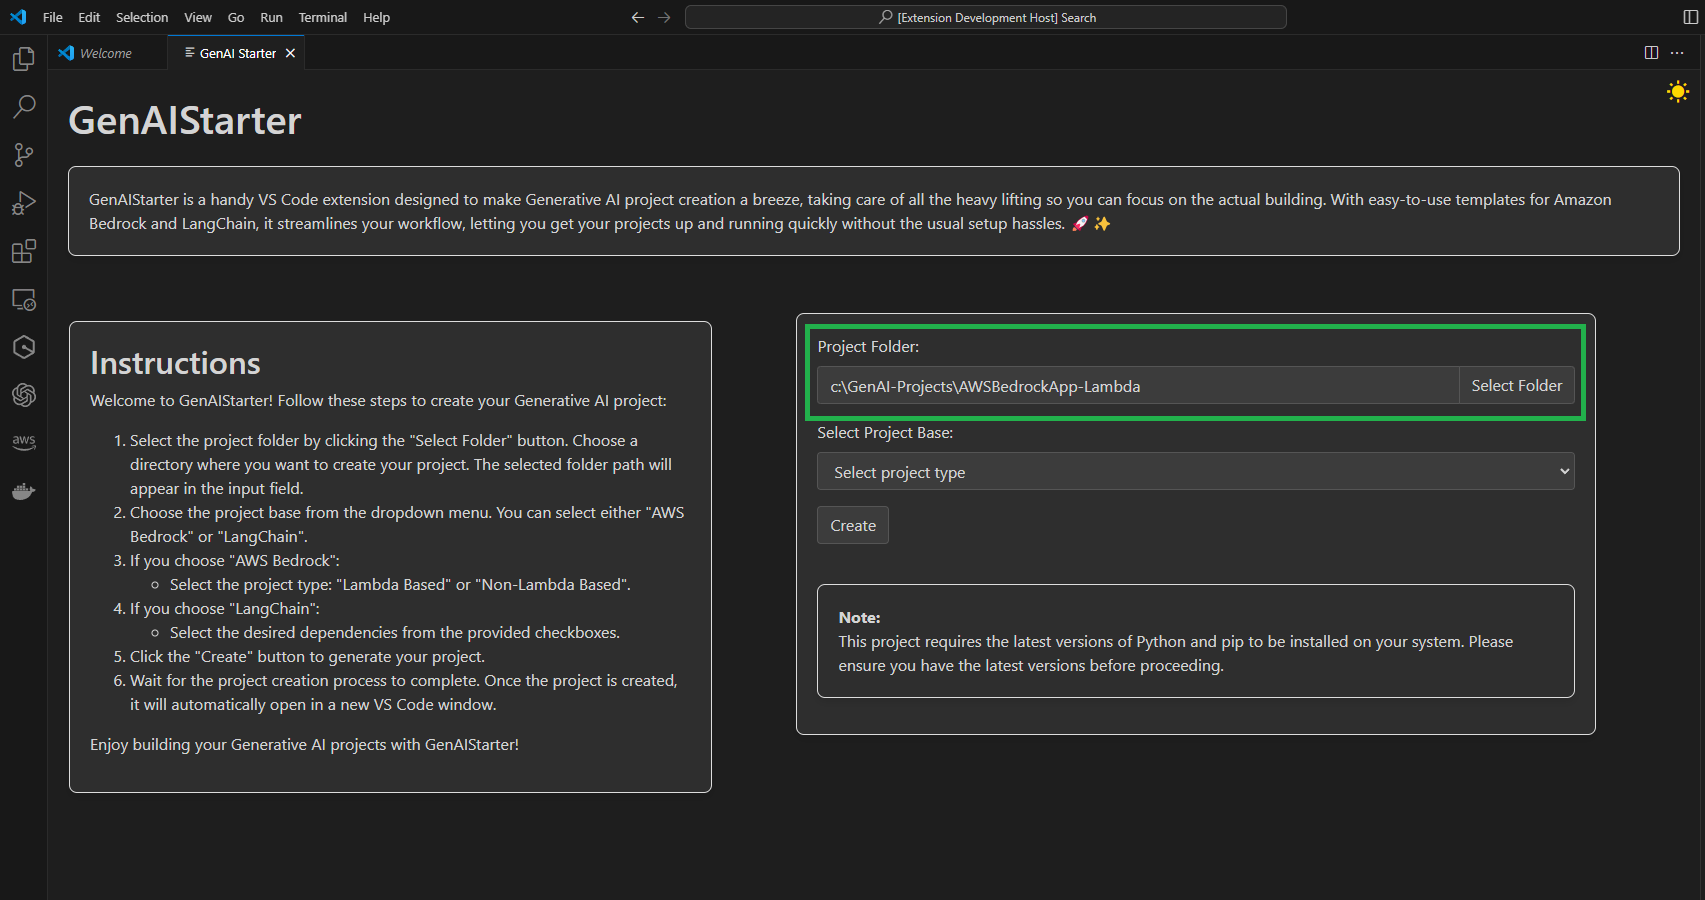 File Edit Selection View Go Run Terminal Help
[Extension Development Host] Search
Welcome
GenAI Starter
GenAIStarter
GenAIStarter is a handy VS Code extension designed to make Generative AI project creation a breeze, taking care of all the heavy lifting so you can focus on the actual building. With easy-to-use templates for Amazon
Bedrock and LangChain, it streamlines your workflow, letting you get your projects up and running quickly without the usual setup hassles. 🚀 ✨
Instructions
Welcome to GenAIStarter! Follow these steps to create your Generative AI project:
1. Select the project folder by clicking the "Select Folder" button. Choose a
directory where you want to create your project. The selected folder path will
appear in the input field.
2. Choose the project base from the dropdown menu. You can select either "AWS
Bedrock" or "LangChain".
3. If you choose "AWS Bedrock":
◦ Select the project type: "Lambda Based" or "Non-Lambda Based".
4. If you choose "LangChain":
◦ Select the desired dependencies from the provided checkboxes.
5. Click the "Create" button to generate your project.
6. Wait for the project creation process to complete. Once the project is created,
it will automatically open in a new VS Code window.
Enjoy building your Generative AI projects with GenAIStarter!
Project Folder:
c:\GenAI-Projects\AWSBedrockApp-Lambda
Select Folder
Select Project Base:
Select project type
Create
Note:
This project requires the latest versions of Python and pip to be installed on your system. Please
ensure you have the latest versions before proceeding.
aws